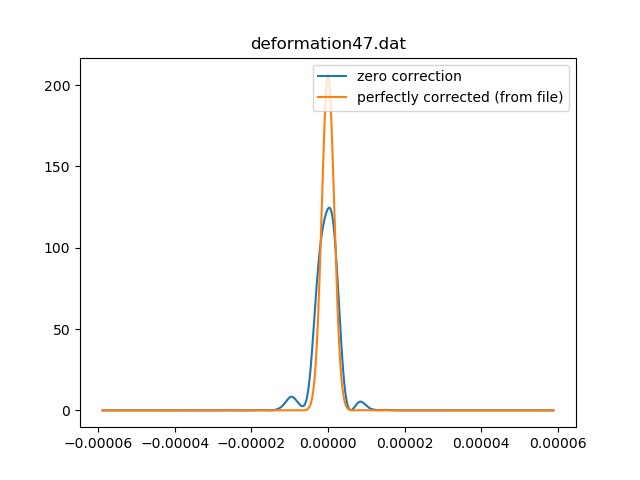 deformation47.dat
zero correction
perfectly corrected (from file)
200
150
100
50
0
−0.00006 −0.00004 −0.00002 0.00000 0.00002 0.00004 0.00006